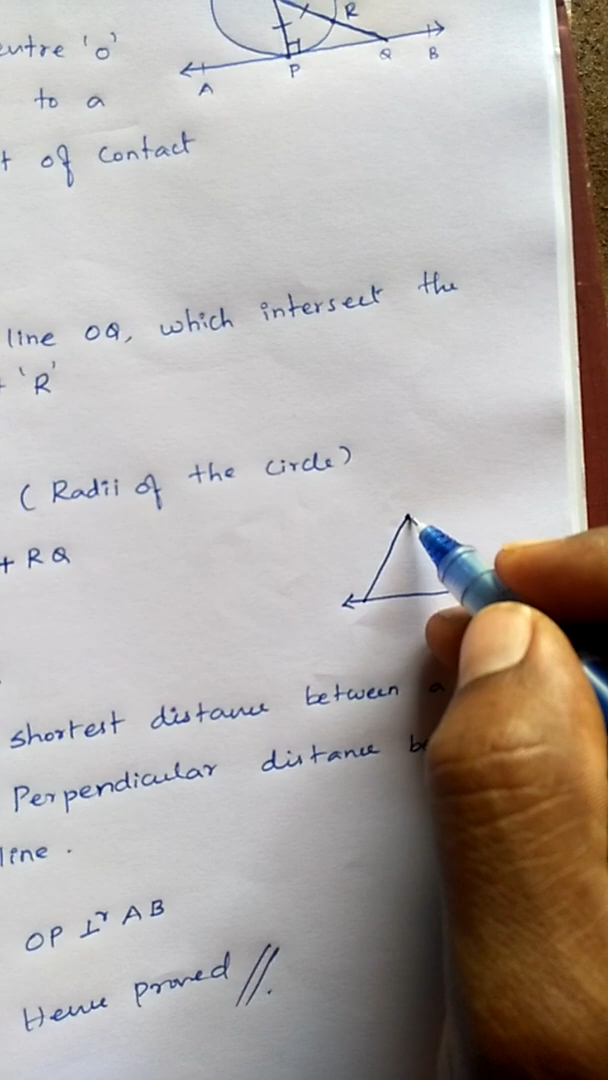 R
centre 'o'
A P Q B
to a
of contact
line OQ, which intersect the
'R'
( Radii of the circle)
+ RQ
shortest distance between a
Perpendicular distance
line .
OP ⊥r AB
Hence proved //.